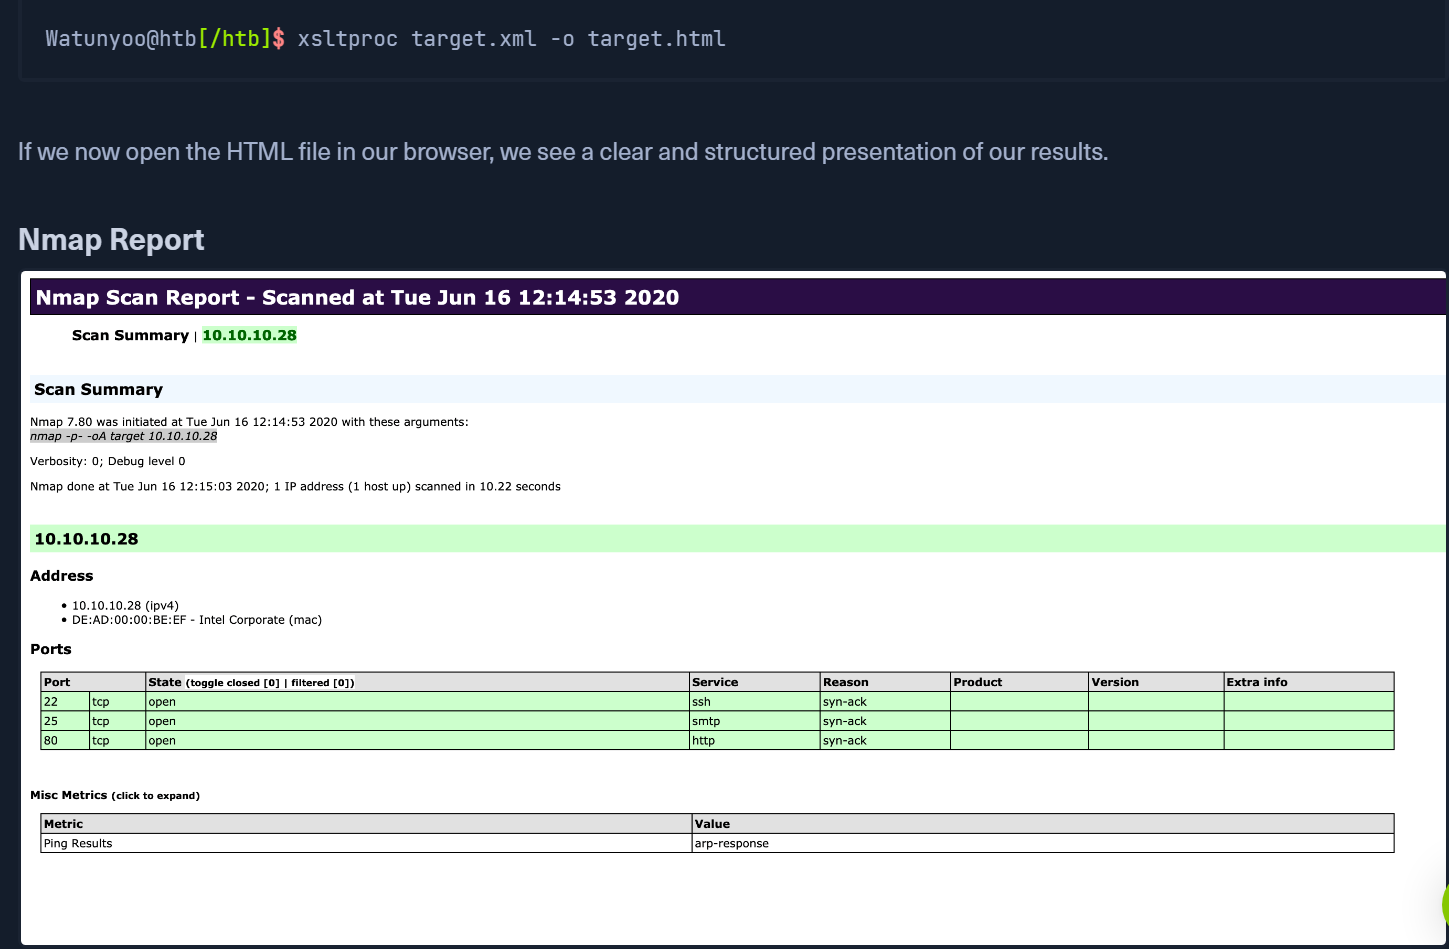 Watunyoo@htb[/htb]$ xsltproc target.xml -o target.html
If we now open the HTML file in our browser, we see a clear and structured presentation of our results.
Nmap Report
Nmap Scan Report - Scanned at Tue Jun 16 12:14:53 2020
Scan Summary | 10.10.10.28
Scan Summary
Nmap 7.80 was initiated at Tue Jun 16 12:14:53 2020 with these arguments:
nmap -p- -oA target 10.10.10.28
Verbosity: 0; Debug level 0
Nmap done at Tue Jun 16 12:15:03 2020; 1 IP address (1 host up) scanned in 10.22 seconds
10.10.10.28
Address
• 10.10.10.28 (ipv4)
• DE:AD:00:00:BE:EF - Intel Corporate (mac)
Ports
Port State (toggle closed [0] | filtered [0]) Service Reason Product Version Extra info
22 tcp open ssh syn-ack
25 tcp open smtp syn-ack
80 tcp open http syn-ack
Misc Metrics (click to expand)
Metric Value
Ping Results arp-response